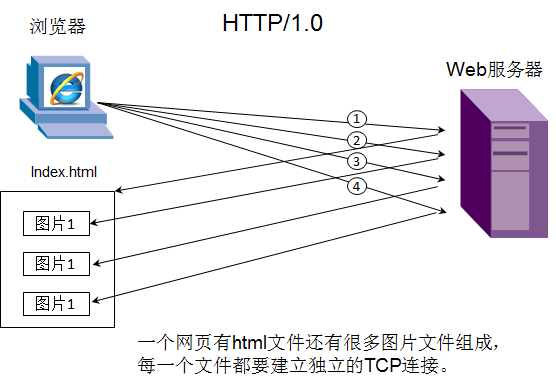 HTTP/1.0
浏览器
Web服务器
①
②
③
④
Index.html
图片1
图片1
图片1
一个网页有html文件还有很多图片文件组成，
每一个文件都要建立独立的TCP连接。